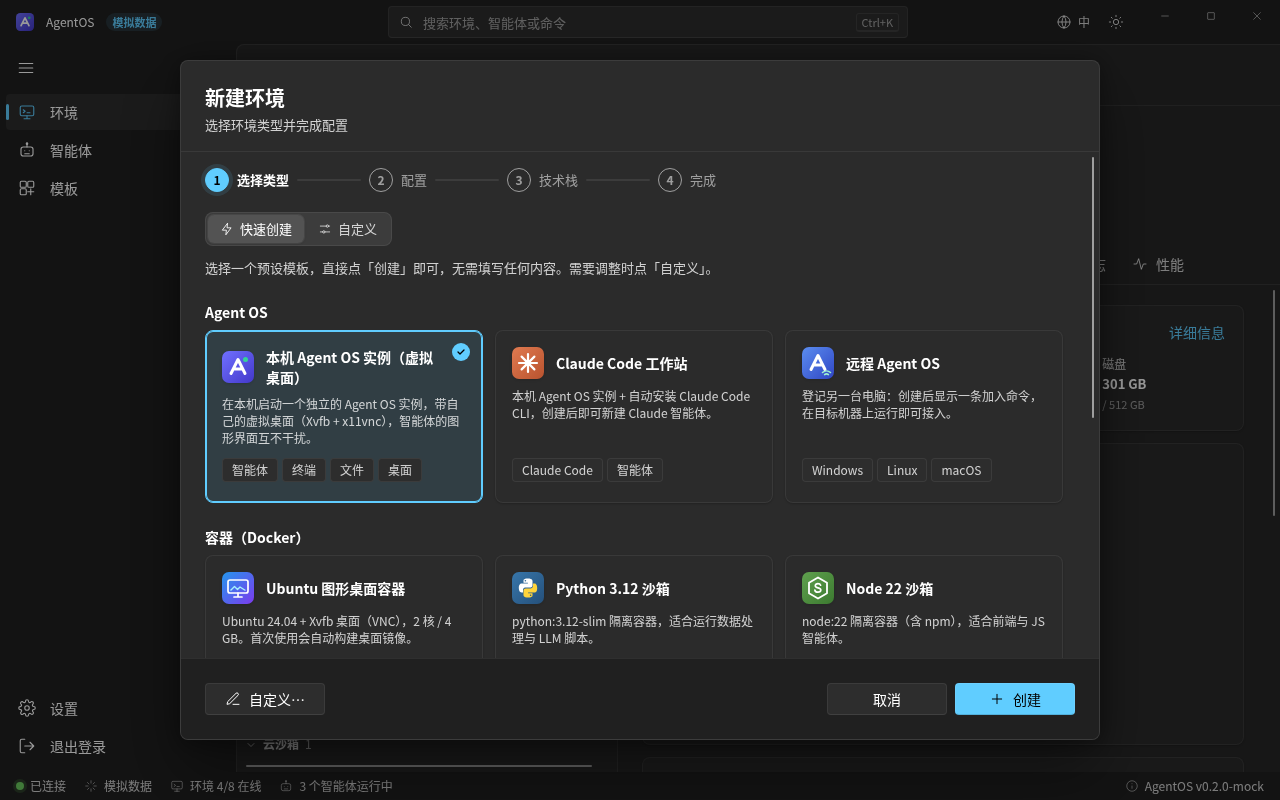 AgentOS 模拟数据
搜索环境、智能体或命令 Ctrl+K
中
环境
智能体
模板
设置
退出登录
新建环境
选择环境类型并完成配置
1 选择类型 2 配置 3 技术栈 4 完成
快速创建 自定义
选择一个预设模板，直接点「创建」即可，无需填写任何内容。需要调整时点「自定义」。
Agent OS
本机 Agent OS 实例（虚拟
桌面）
在本机启动一个独立的 Agent OS 实例，带自
己的虚拟桌面（Xvfb + x11vnc），智能体的图
形界面互不干扰。
智能体 终端 文件 桌面
Claude Code 工作站
本机 Agent OS 实例 + 自动安装 Claude Code
CLI，创建后即可新建 Claude 智能体。
Claude Code 智能体
远程 Agent OS
登记另一台电脑：创建后显示一条加入命令，
在目标机器上运行即可接入。
Windows Linux macOS
容器（Docker）
Ubuntu 图形桌面容器
Ubuntu 24.04 + Xvfb 桌面（VNC），2 核 / 4
GB。首次使用会自动构建桌面镜像。
Python 3.12 沙箱
python:3.12-slim 隔离容器，适合运行数据处
理与 LLM 脚本。
Node 22 沙箱
node:22 隔离容器（含 npm），适合前端与 JS
智能体。
自定义… 取消 创建
性能
详细信息
磁盘
301 GB
/ 512 GB
云沙箱 1
已连接 模拟数据 环境 4/8 在线 3 个智能体运行中 AgentOS v0.2.0-mock